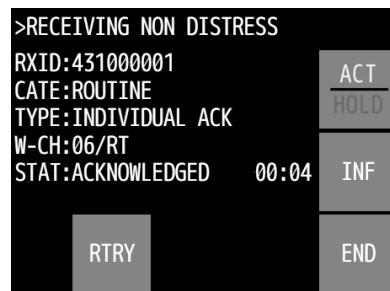 >RECEIVING NON DISTRESS
RXID:431000001
CATE:ROUTINE
TYPE:INDIVIDUAL ACK
W-CH:06/RT
STAT:ACKNOWLEDGED 00:04
ACT
HOLD
INF
RTRY
END